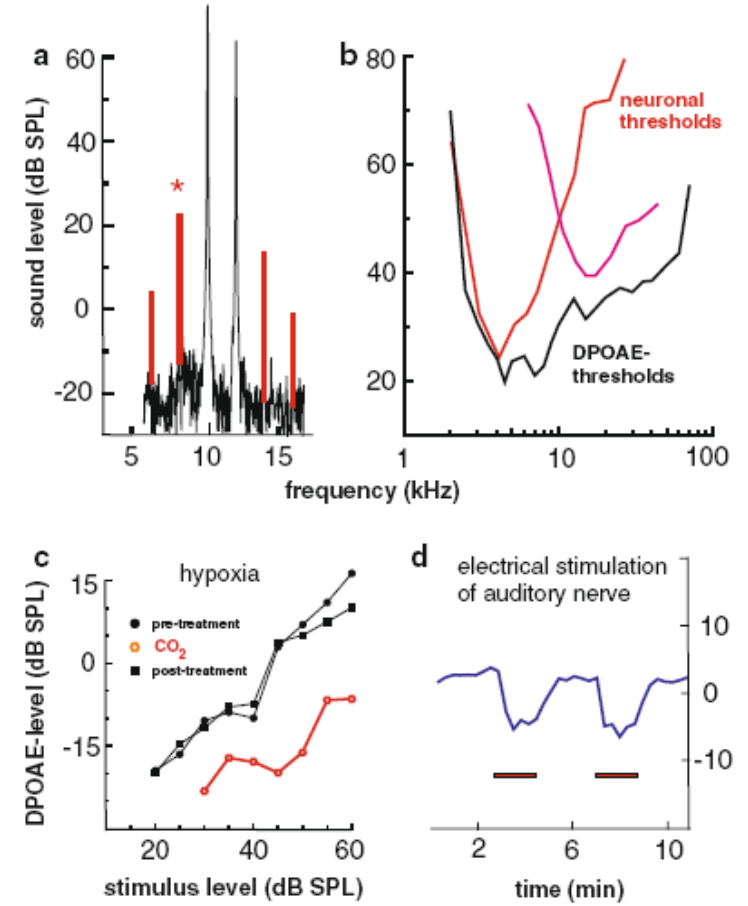 a
60
40
20
0
-20
sound level (dB SPL)
*
5
10
15
b
80
60
40
20
neuronal
thresholds
DPOAE-
thresholds
1
10
100
frequency (kHz)
c
hypoxia
15
0
-15
DPOAE-level (dB SPL)
pre-treatment
CO2
post-treatment
20
40
60
stimulus level (dB SPL)
d
electrical stimulation
of auditory nerve
10
0
-10
2
6
10
time (min)